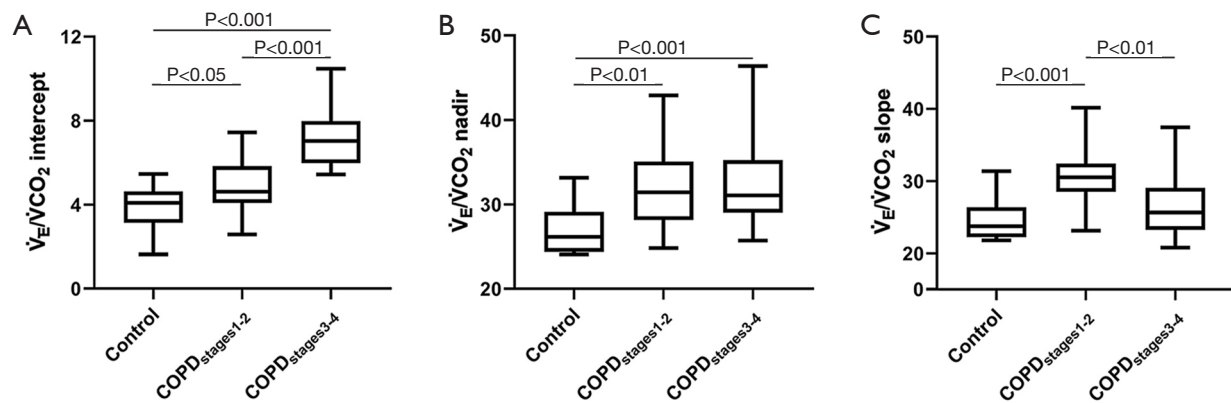 A
P<0.001
P<0.001
P<0.05
12
8
4
0
V̇E/V̇CO₂ intercept
Control
COPDstages1-2
COPDstages3-4
B
P<0.001
P<0.01
50
40
30
20
V̇E/V̇CO₂ nadir
Control
COPDstages1-2
COPDstages3-4
C
P<0.01
P<0.001
50
40
30
20
0
V̇E/V̇CO₂ slope
Control
COPDstages1-2
COPDstages3-4